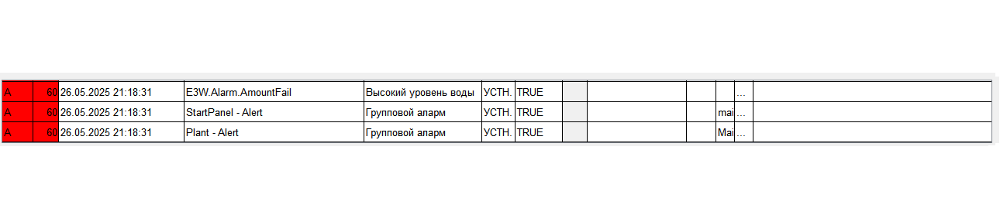 A 60 26.05.2025 21:18:31 E3W.Alarm.AmountFail Высокий уровень воды УСТН. TRUE ...
A 60 26.05.2025 21:18:31 StartPanel - Alert Групповой аларм УСТН. TRUE mai ...
A 60 26.05.2025 21:18:31 Plant - Alert Групповой аларм УСТН. TRUE Mai ...